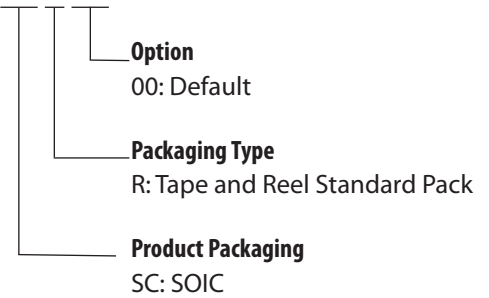 Option
00: Default
Packaging Type
R: Tape and Reel Standard Pack
Product Packaging
SC: SOIC